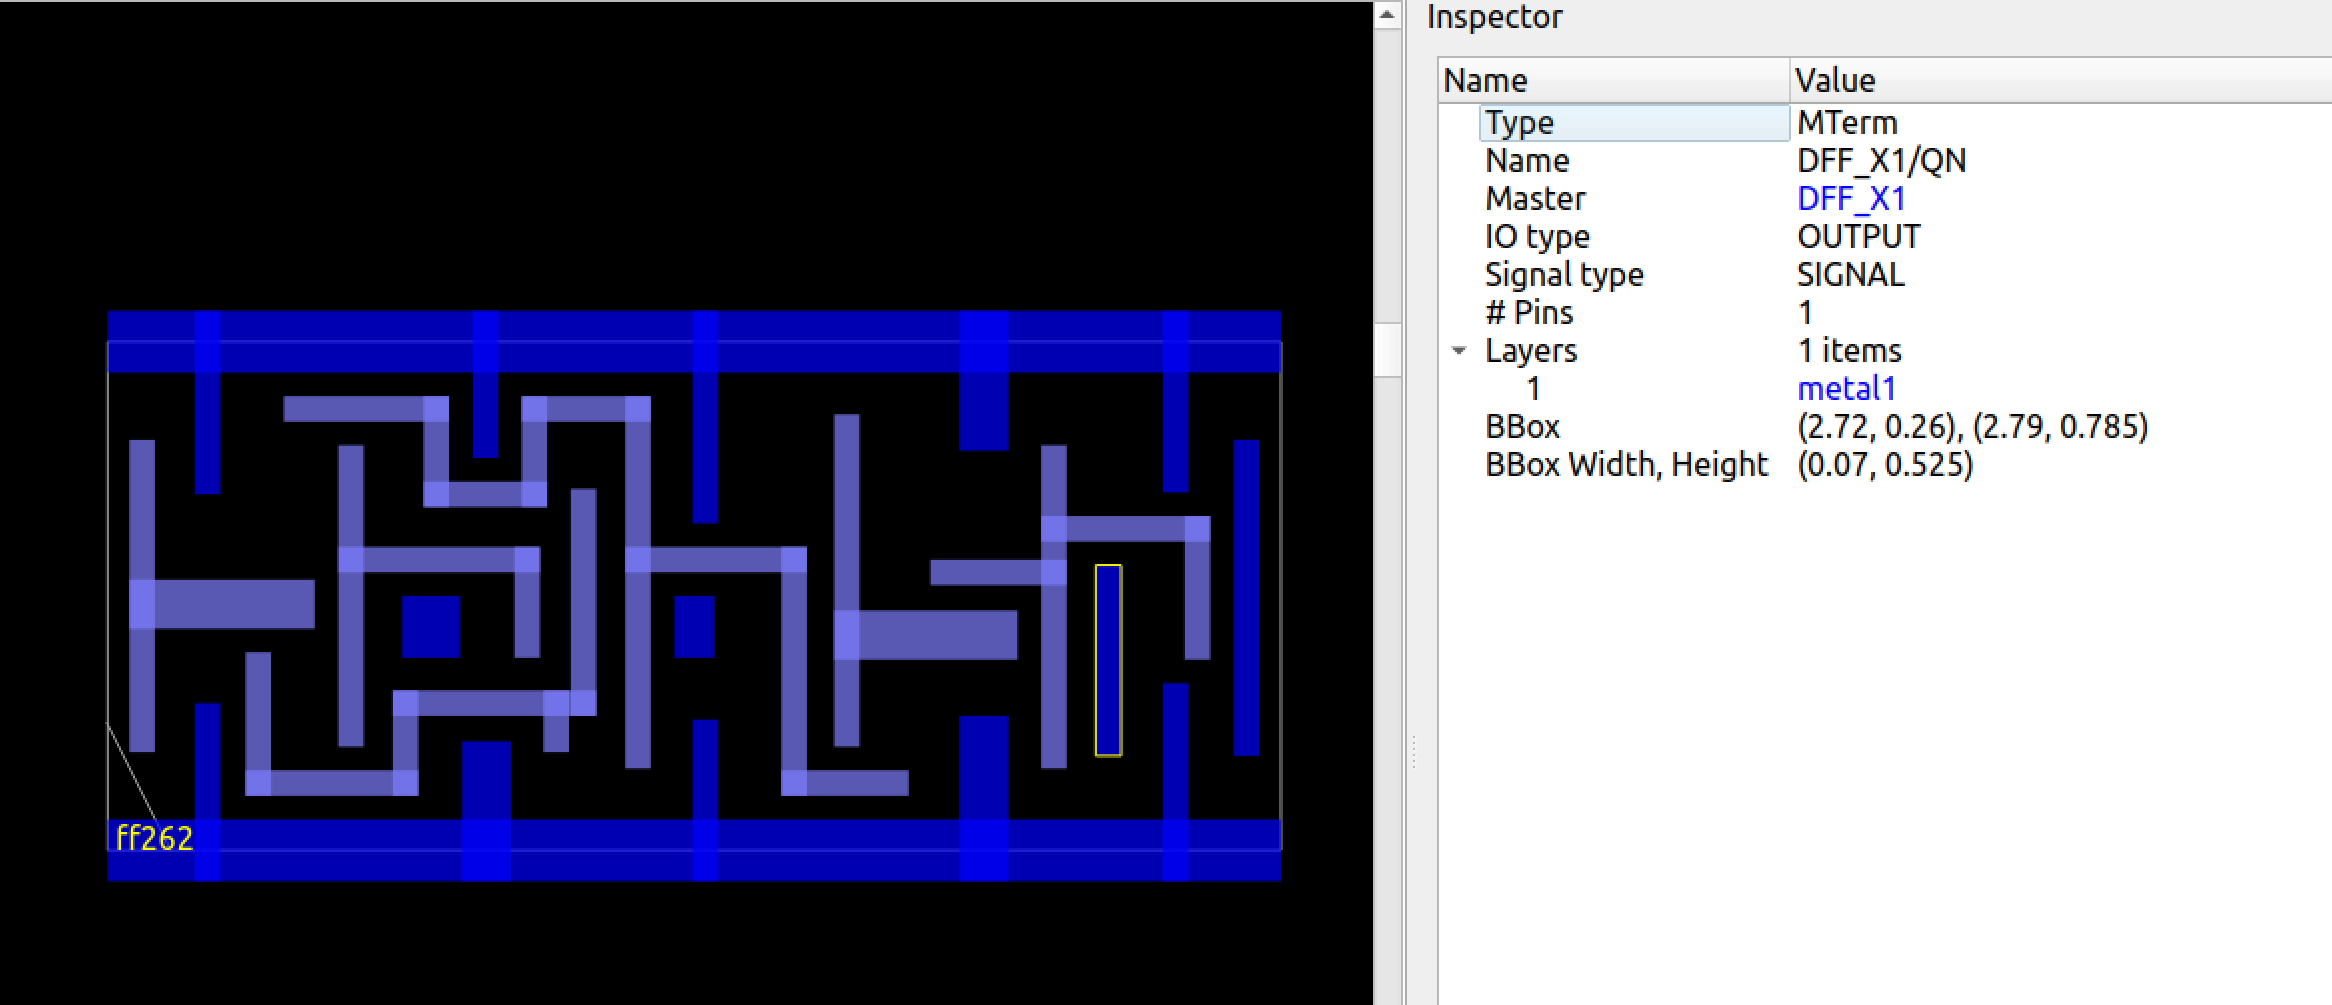 Inspector
Name Value
Type MTerm
Name DFF_X1/QN
Master DFF_X1
IO type OUTPUT
Signal type SIGNAL
# Pins 1
Layers 1 items
1 metal1
BBox (2.72, 0.26), (2.79, 0.785)
BBox Width, Height (0.07, 0.525)
ff262